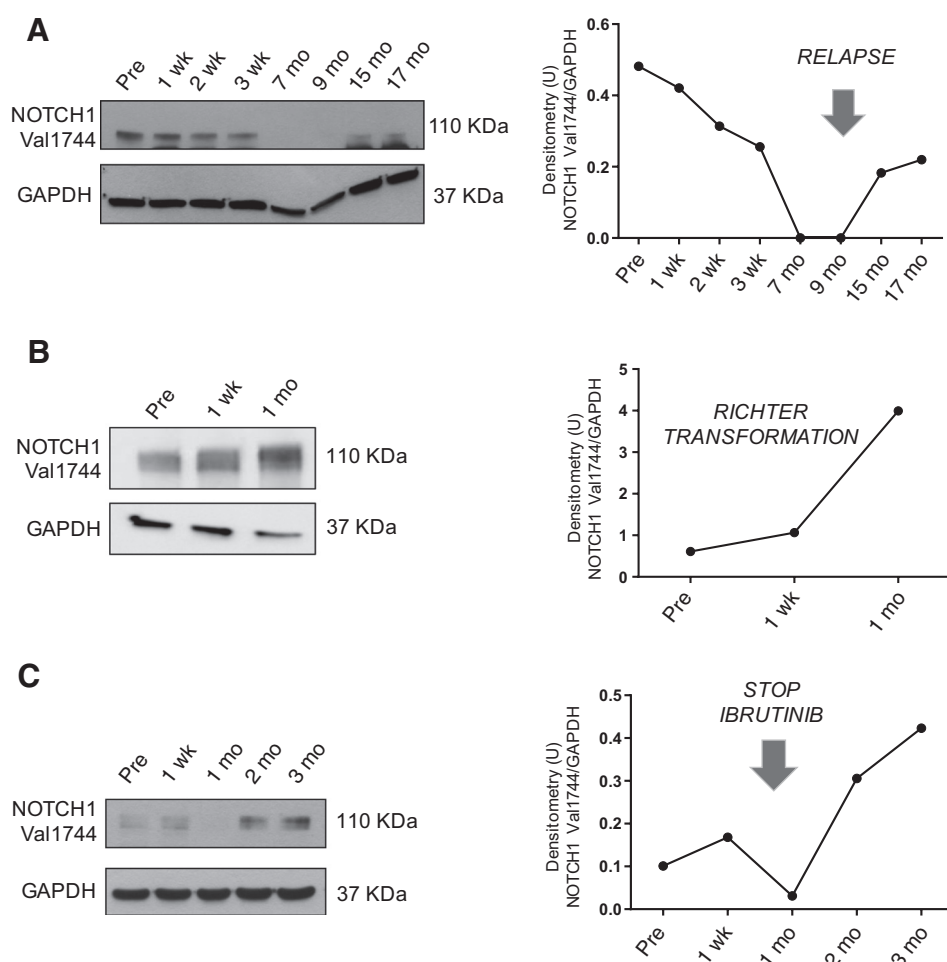 A
Pre
1 wk
2 wk
3 wk
7 mo
9 mo
15 mo
17 mo
NOTCH1
Val1744
110 KDa
GAPDH
37 KDa
Densitometry (U)
NOTCH1 Val1744/GAPDH
0.6
0.4
0.2
0.0
RELAPSE
Pre
1 wk
2 wk
3 wk
7 mo
9 mo
15 mo
17 mo
B
Pre
1 wk
1 mo
NOTCH1
Val1744
110 KDa
GAPDH
37 KDa
Densitometry (U)
NOTCH1 Val1744/GAPDH
5
4
3
2
1
0
RICHTER
TRANSFORMATION
Pre
1 wk
1 mo
C
Pre
1 wk
1 mo
2 mo
3 mo
NOTCH1
Val1744
110 KDa
GAPDH
37 KDa
Densitometry (U)
NOTCH1 Val1744/GAPDH
0.5
0.4
0.3
0.2
0.1
0.0
STOP
IBRUTINIB
Pre
1 wk
1 mo
2 mo
3 mo